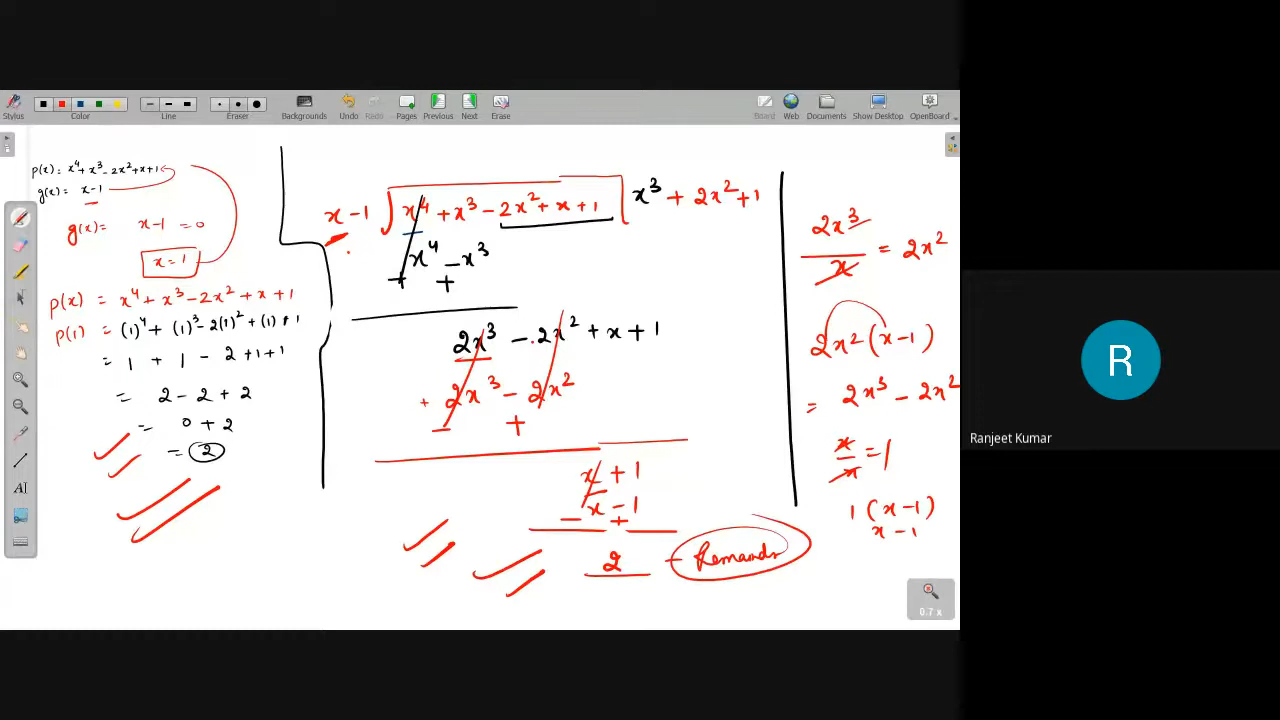 Stylus
Color
Line
Eraser
Backgrounds
Undo
Redo
Pages
Previous
Next
Erase
Board
Web
Documents
Show Desktop
OpenBoard
p(x): x⁴+x³-2x²+x+1
g(x)= x-1
g(x)= x-1 =0
x=1
p(x) = x⁴+x³-2x²+x+1
p(1) = (1)⁴+(1)³-2(1)²+(1)+1
= 1 + 1 - 2+1+1
= 2-2+2
= 0+2
= 2
x-1 ) x⁴+x³-2x²+x+1 ( x³+2x²+1
x⁴-x³
- +
2x³-2x²+x+1
+2x³-2x²
- +
x+1
x-1
- +
2
2x³
x
= 2x²
2x²(x-1)
= 2x³-2x²
x
x
=1
1(x-1)
x-1
AI
0.7 x
R
Ranjeet Kumar